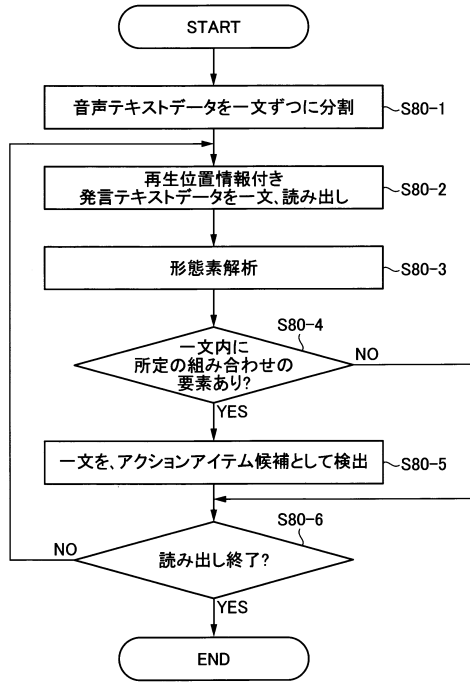 START
音声テキストデータを一文ずつに分割
S80-1
再生位置情報付き
発言テキストデータを一文、読み出し
S80-2
形態素解析
S80-3
S80-4
一文内に
所定の組み合わせの
要素あり?
NO
YES
一文を、アクションアイテム候補として検出
S80-5
S80-6
NO
読み出し終了?
YES
END